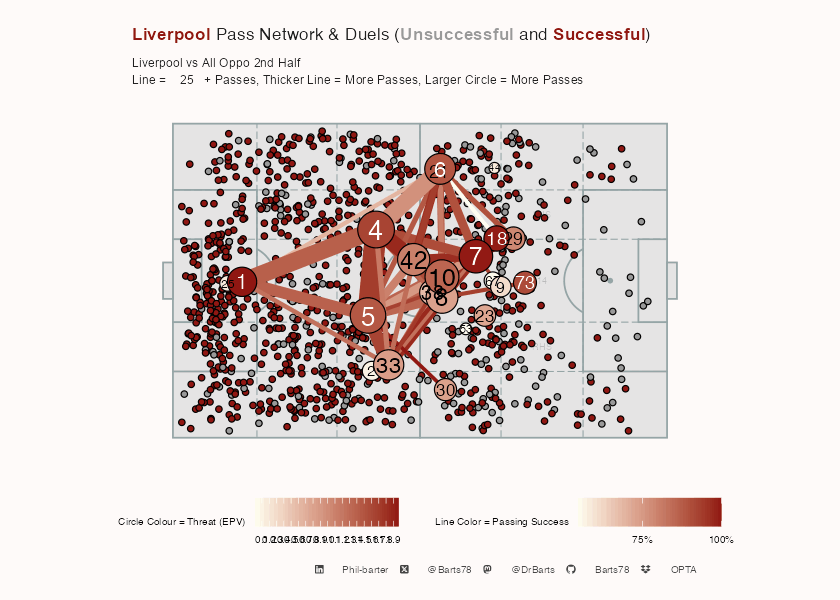 Liverpool Pass Network & Duels (Unsuccessful and Successful)
Liverpool vs All Oppo 2nd Half
Line = 25 + Passes, Thicker Line = More Passes, Larger Circle = More Passes
6
4
18 29
7
42
10
1
73
9
8
5
23
33
2
30
Circle Colour = Threat (EPV)
Line Color = Passing Success
75% 100%
Phil-barter @Barts78 @DrBarts Barts78 OPTA